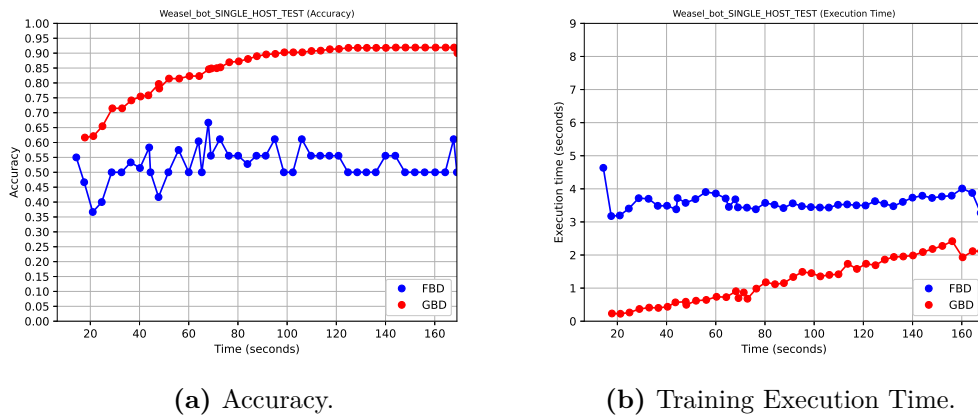 Weasel_bot_SINGLE_HOST_TEST (Accuracy)
1.00
0.95
0.90
0.85
0.80
0.75
0.70
0.65
0.60
0.55
0.50
0.45
0.40
0.35
0.30
0.25
0.20
0.15
0.10
0.05
0.00
Accuracy
20 40 60 80 100 120 140 160
Time (seconds)
FBD
GBD
(a) Accuracy.
Weasel_bot_SINGLE_HOST_TEST (Execution Time)
9
8
7
6
5
4
3
2
1
0
Execution time (seconds)
20 40 60 80 100 120 140 160
Time (seconds)
FBD
GBD
(b) Training Execution Time.